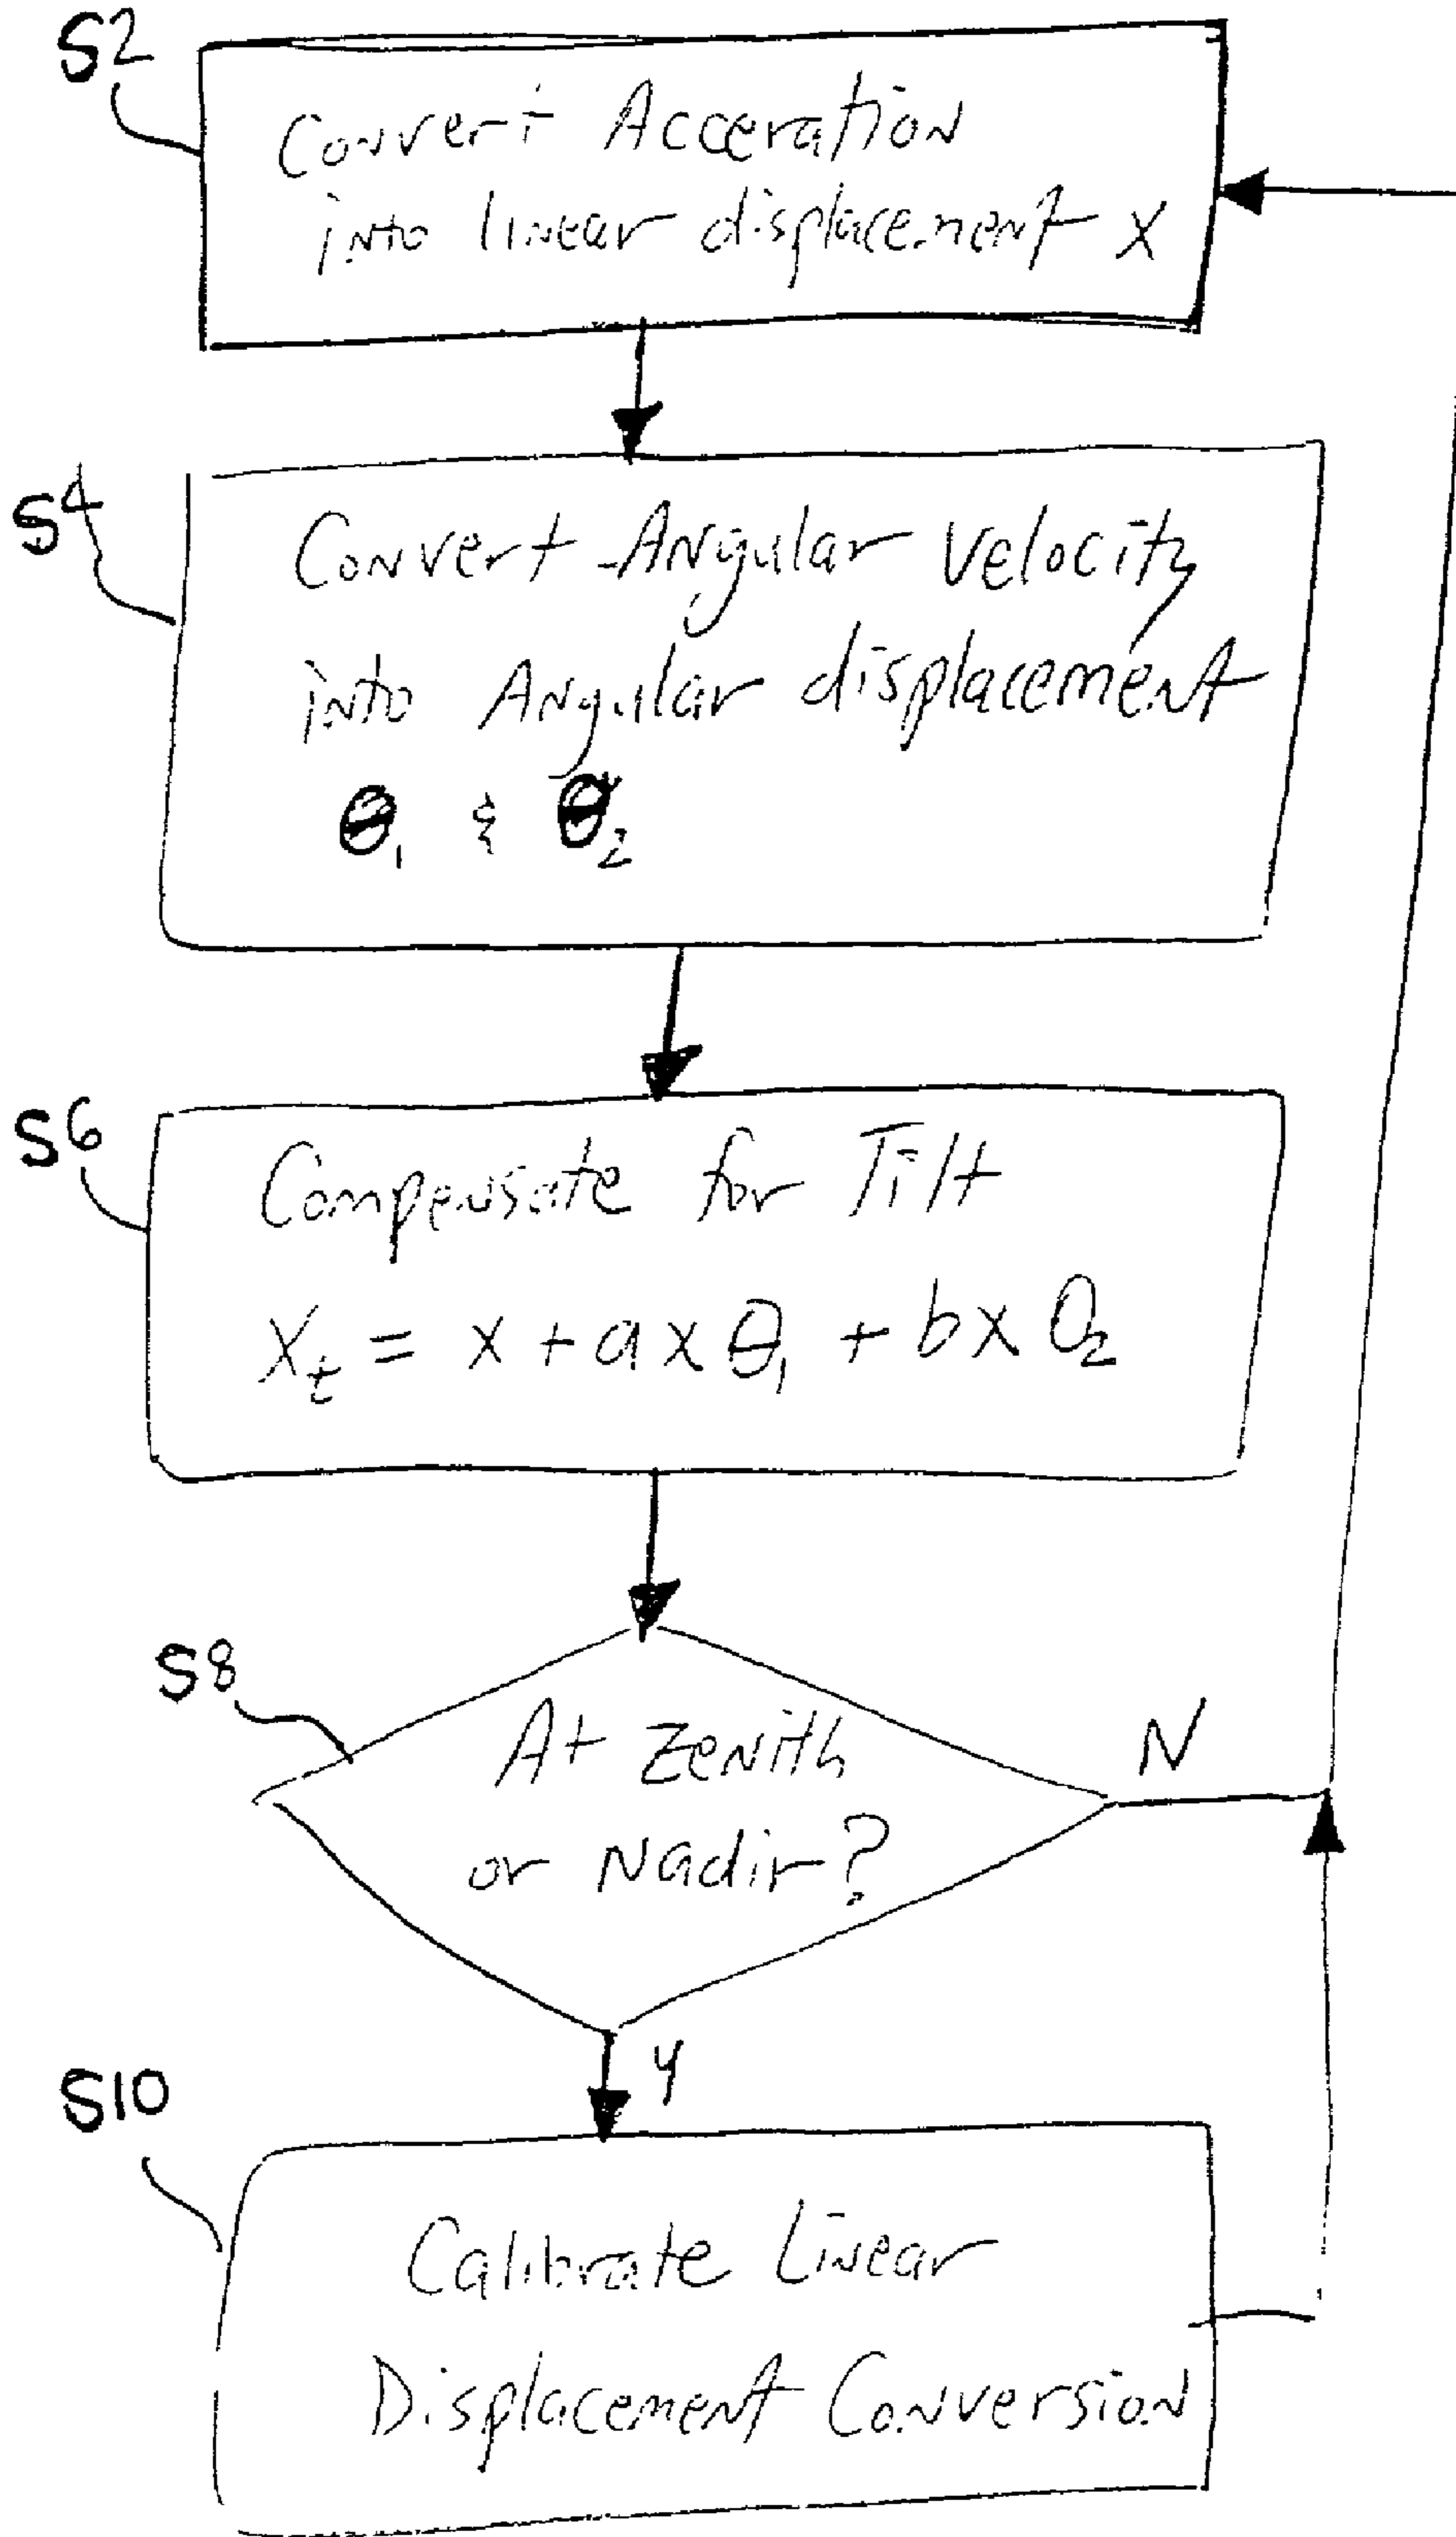 S2
Convert Acceration
into linear displacement x
S4
Convert Angular velocity
into Angular displacement
θ₁ & θ₂
S6
Compensate for Tilt
x_t = x + a x θ₁ + b x θ₂
S8
At Zenith
or Nadir?
N
Y
S10
Calibrate Linear
Displacement Conversion